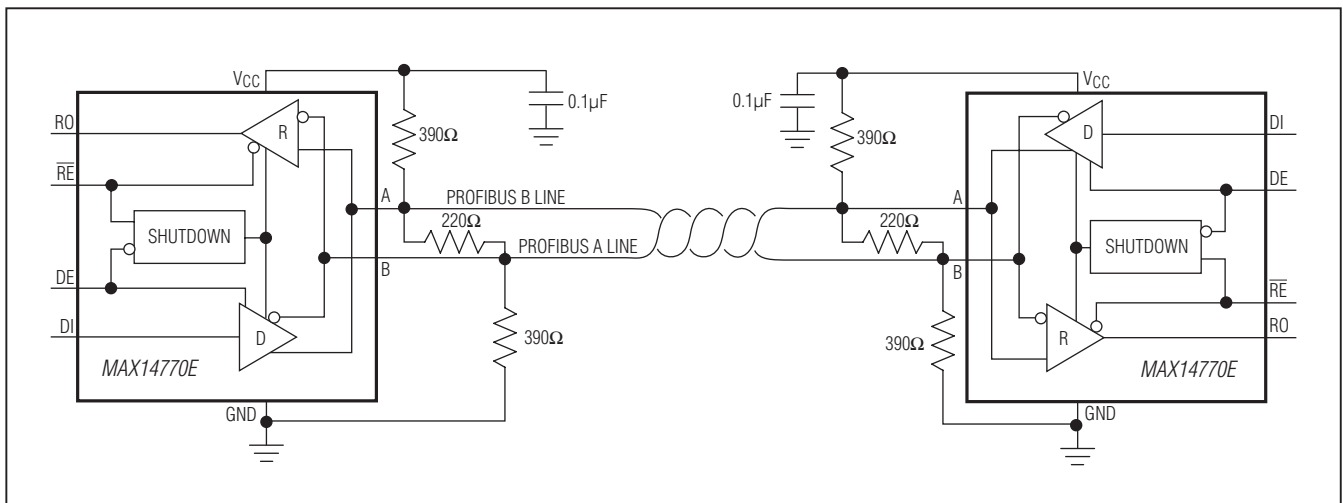 VCC
0.1µF
390Ω
RO
R
RE
SHUTDOWN
DE
DI
D
MAX14770E
A
PROFIBUS B LINE
220Ω
PROFIBUS A LINE
B
390Ω
GND
VCC
0.1µF
390Ω
D
DI
A
DE
220Ω
SHUTDOWN
B
RE
R
RO
390Ω
MAX14770E
GND